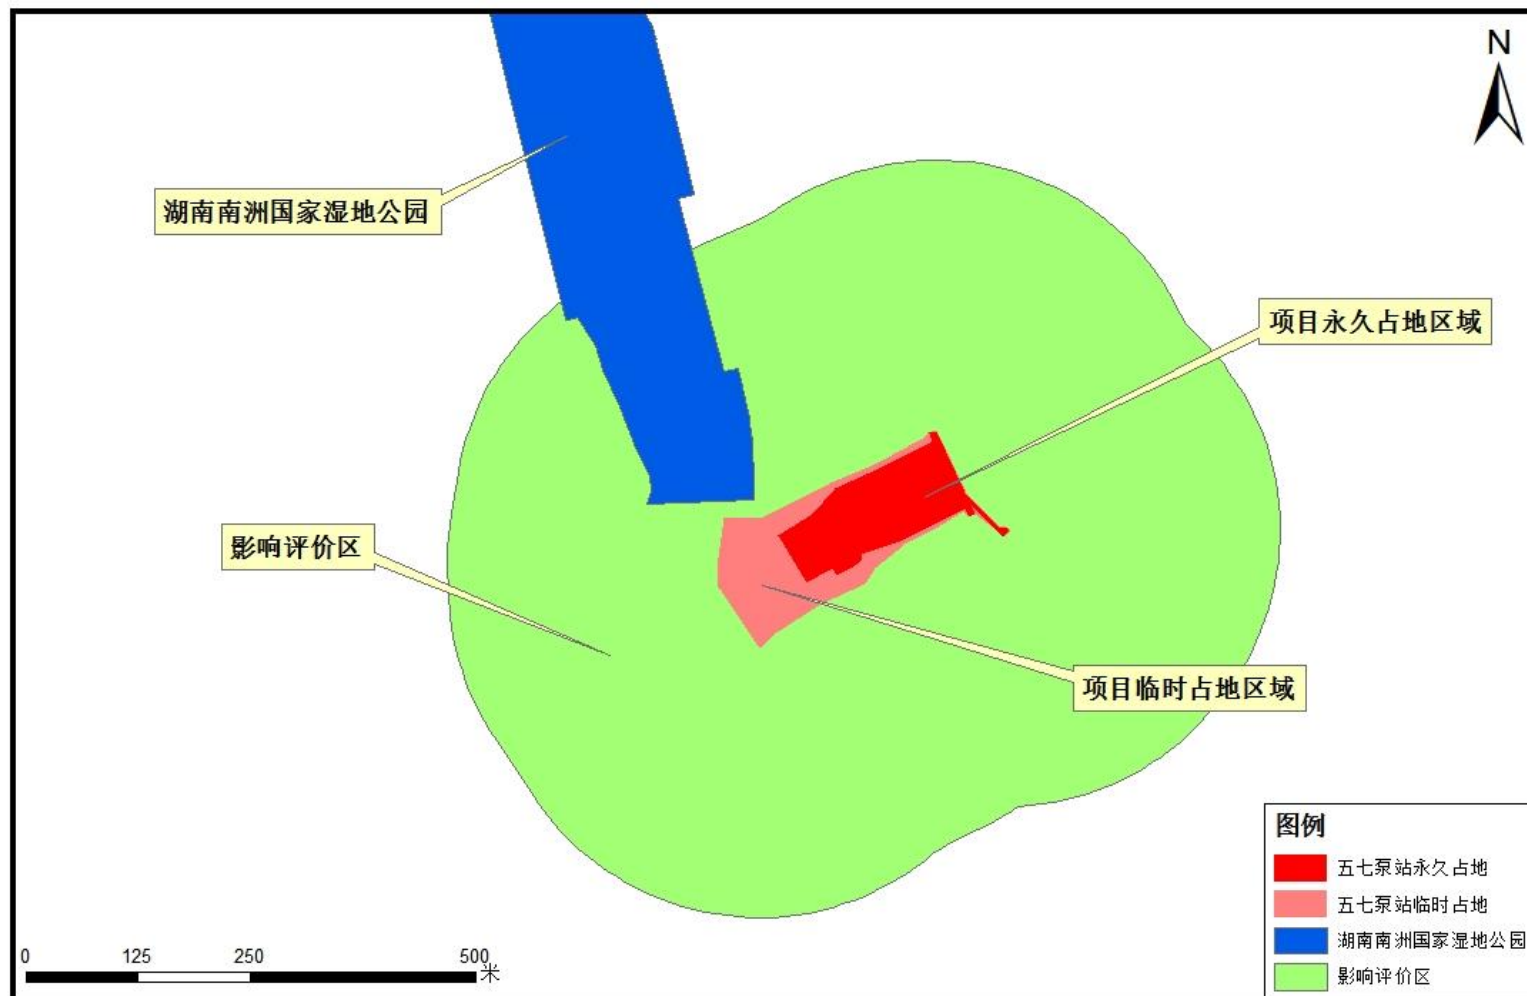 N
湖南南洲国家湿地公园
项目永久占地区域
影响评价区
项目临时占地区域
图例
五七泵站永久占地
五七泵站临时占地
湖南南洲国家湿地公园
影响评价区
0 125 250 500
米